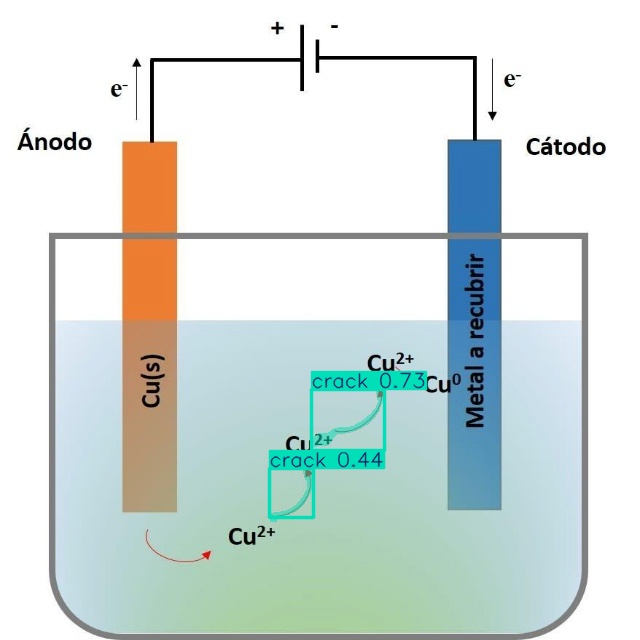 + -
e-
e-
Ánodo
Cátodo
Cu(s)
Metal a recubrir
Cu2+
crack 0.73
Cu0
Cu2+
crack 0.44
Cu2+